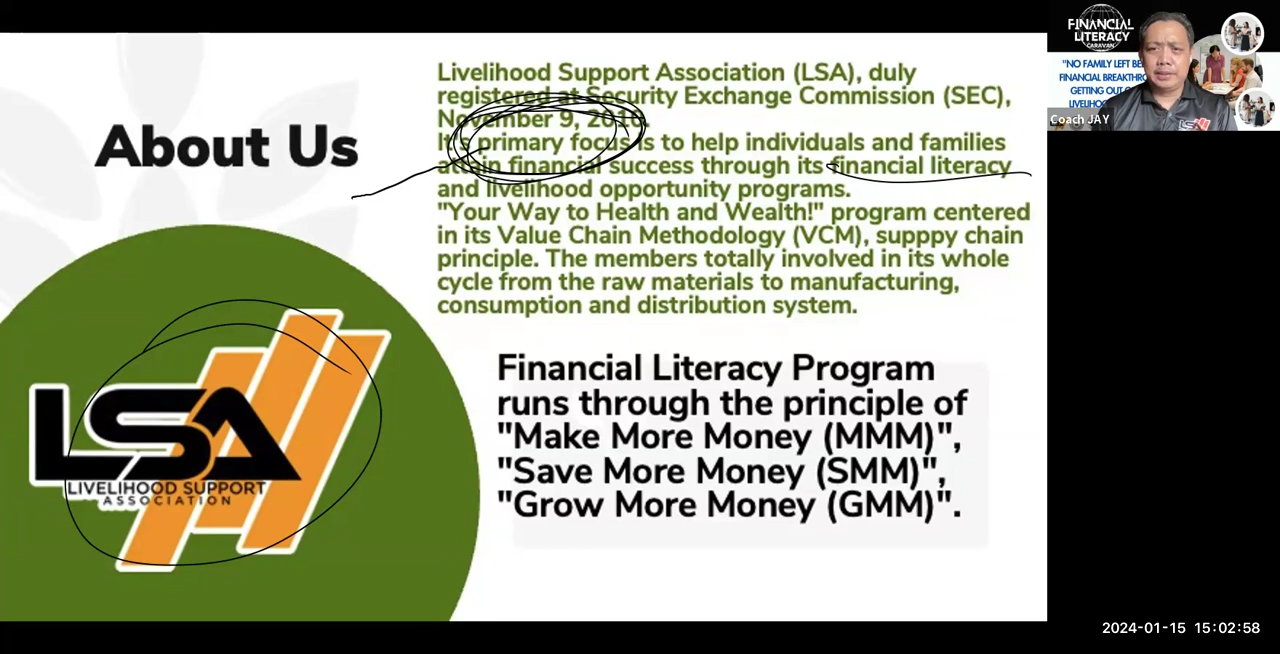 About Us
Livelihood Support Association (LSA), duly
registered at Security Exchange Commission (SEC),
November 9, 2016.
It's primary focus is to help individuals and families
attain financial success through its financial literacy
and livelihood opportunity programs.
"Your Way to Health and Wealth!" program centered
in its Value Chain Methodology (VCM), supppy chain
principle. The members totally involved in its whole
cycle from the raw materials to manufacturing,
consumption and distribution system.
Financial Literacy Program
runs through the principle of
"Make More Money (MMM)",
"Save More Money (SMM)",
"Grow More Money (GMM)".
LSA
LIVELIHOOD SUPPORT
ASSOCIATION
FINANCIAL
LITERACY
CARAVAN
"NO FAMILY LEFT
FINANCIAL
GETTING OUT
Coach JAY
2024-01-15 15:02:58